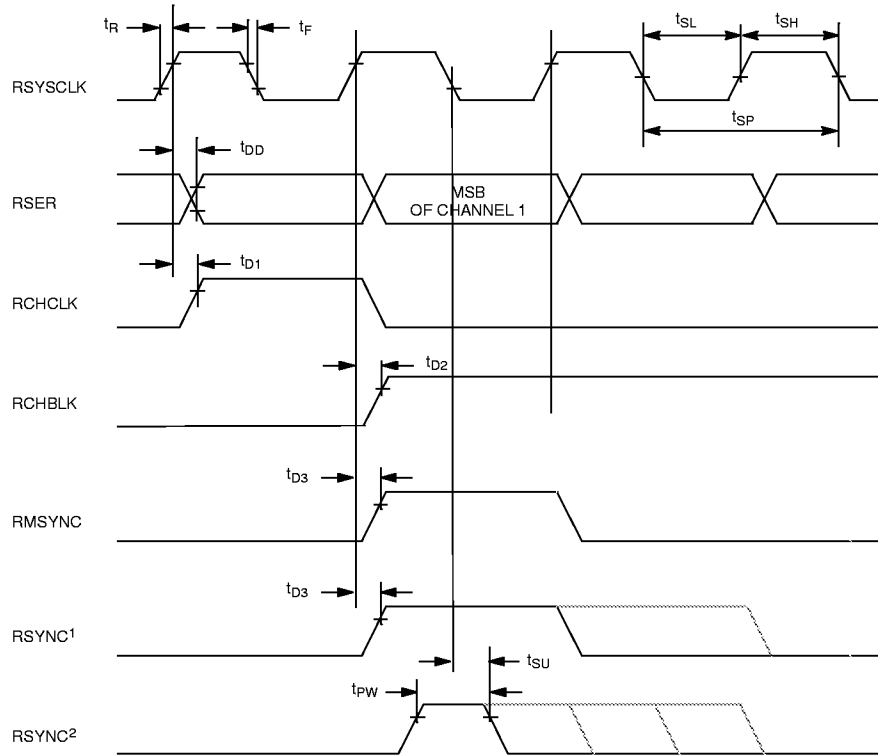 tR
tF
tSL
tSH
RSYSCLK
tSP
tDD
RSER
MSB
OF CHANNEL 1
tD1
RCHCLK
tD2
RCHBLK
tD3
RMSYNC
tD3
RSYNC1
tSU
tPW
RSYNC2